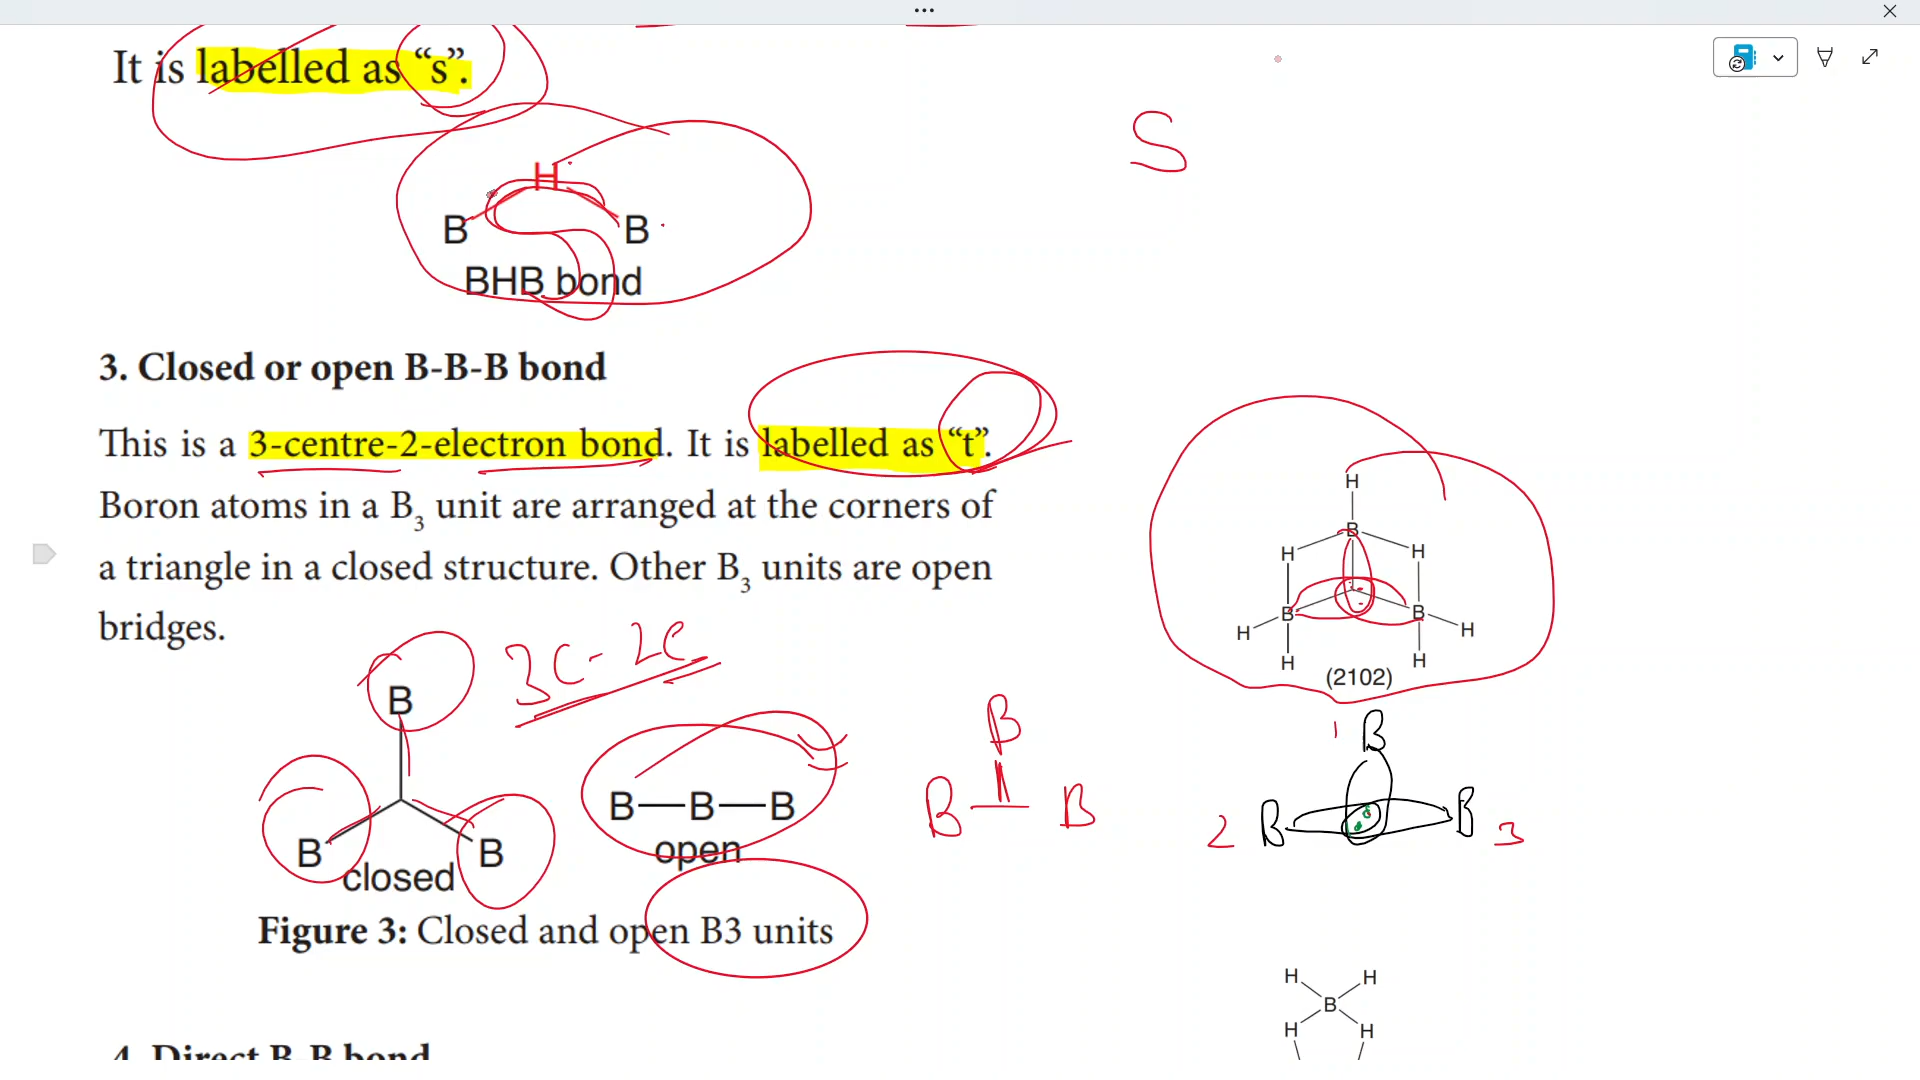 It is labelled as “s”.
S
H
B B
BHB bond
3. Closed or open B-B-B bond
This is a 3-centre-2-electron bond. It is labelled as “t”.
Boron atoms in a B₃ unit are arranged at the corners of
a triangle in a closed structure. Other B₃ units are open
bridges.
3C-2e
B
B B
closed
B—B—B
open
Figure 3: Closed and open B3 units
H
B
H H
B B
H H
H H
(2102)
B
B B
1 B
2 B B 3
H H
B
H H
4. Direct B-B bond